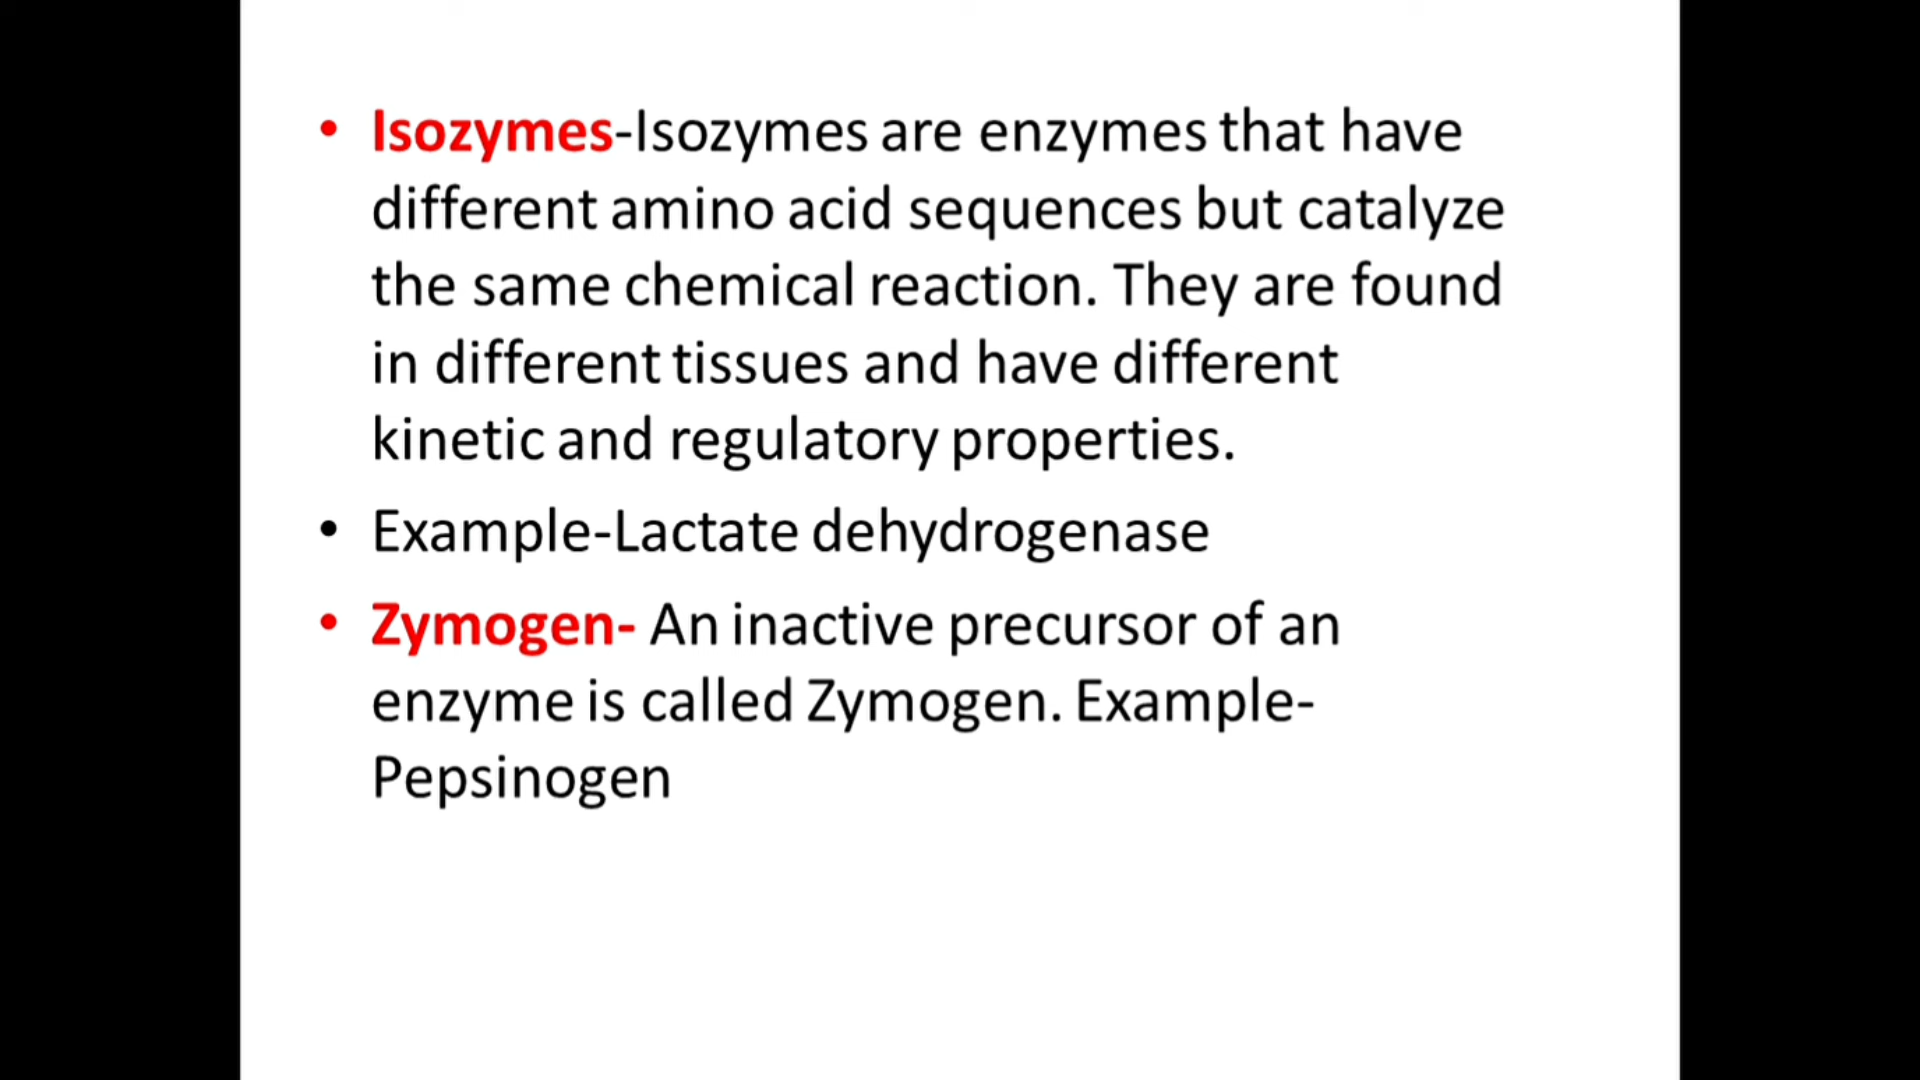 • Isozymes-Isozymes are enzymes that have
different amino acid sequences but catalyze
the same chemical reaction. They are found
in different tissues and have different
kinetic and regulatory properties.
• Example-Lactate dehydrogenase
• Zymogen- An inactive precursor of an
enzyme is called Zymogen. Example-
Pepsinogen